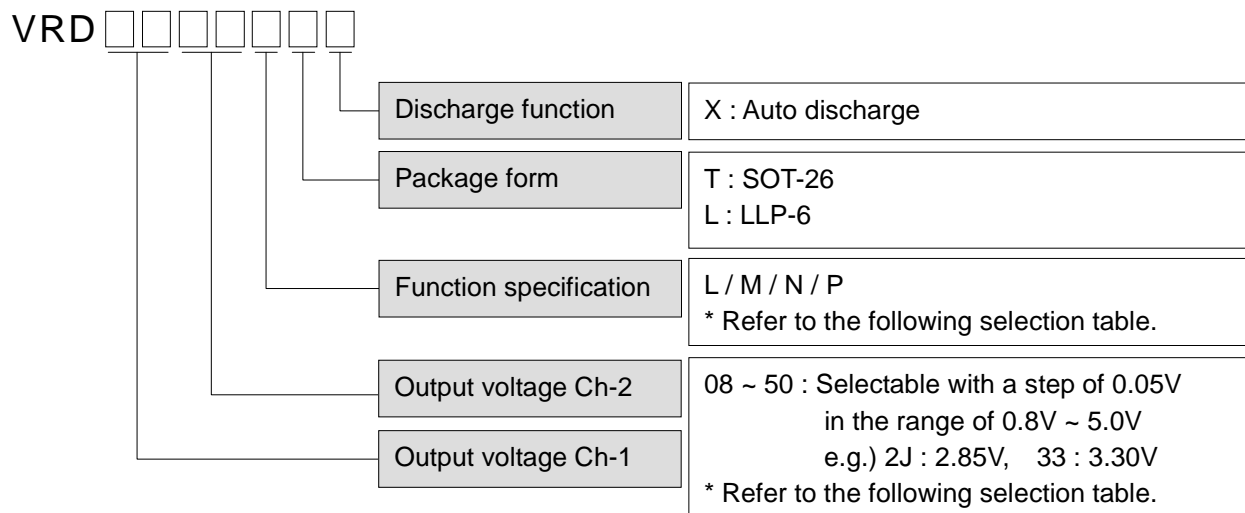 VRD
Discharge function
X : Auto discharge
Package form
T : SOT-26
L : LLP-6
Function specification
L / M / N / P
* Refer to the following selection table.
Output voltage Ch-2
Output voltage Ch-1
08 ~ 50 : Selectable with a step of 0.05V
in the range of 0.8V ~ 5.0V
e.g.) 2J : 2.85V, 33 : 3.30V
* Refer to the following selection table.